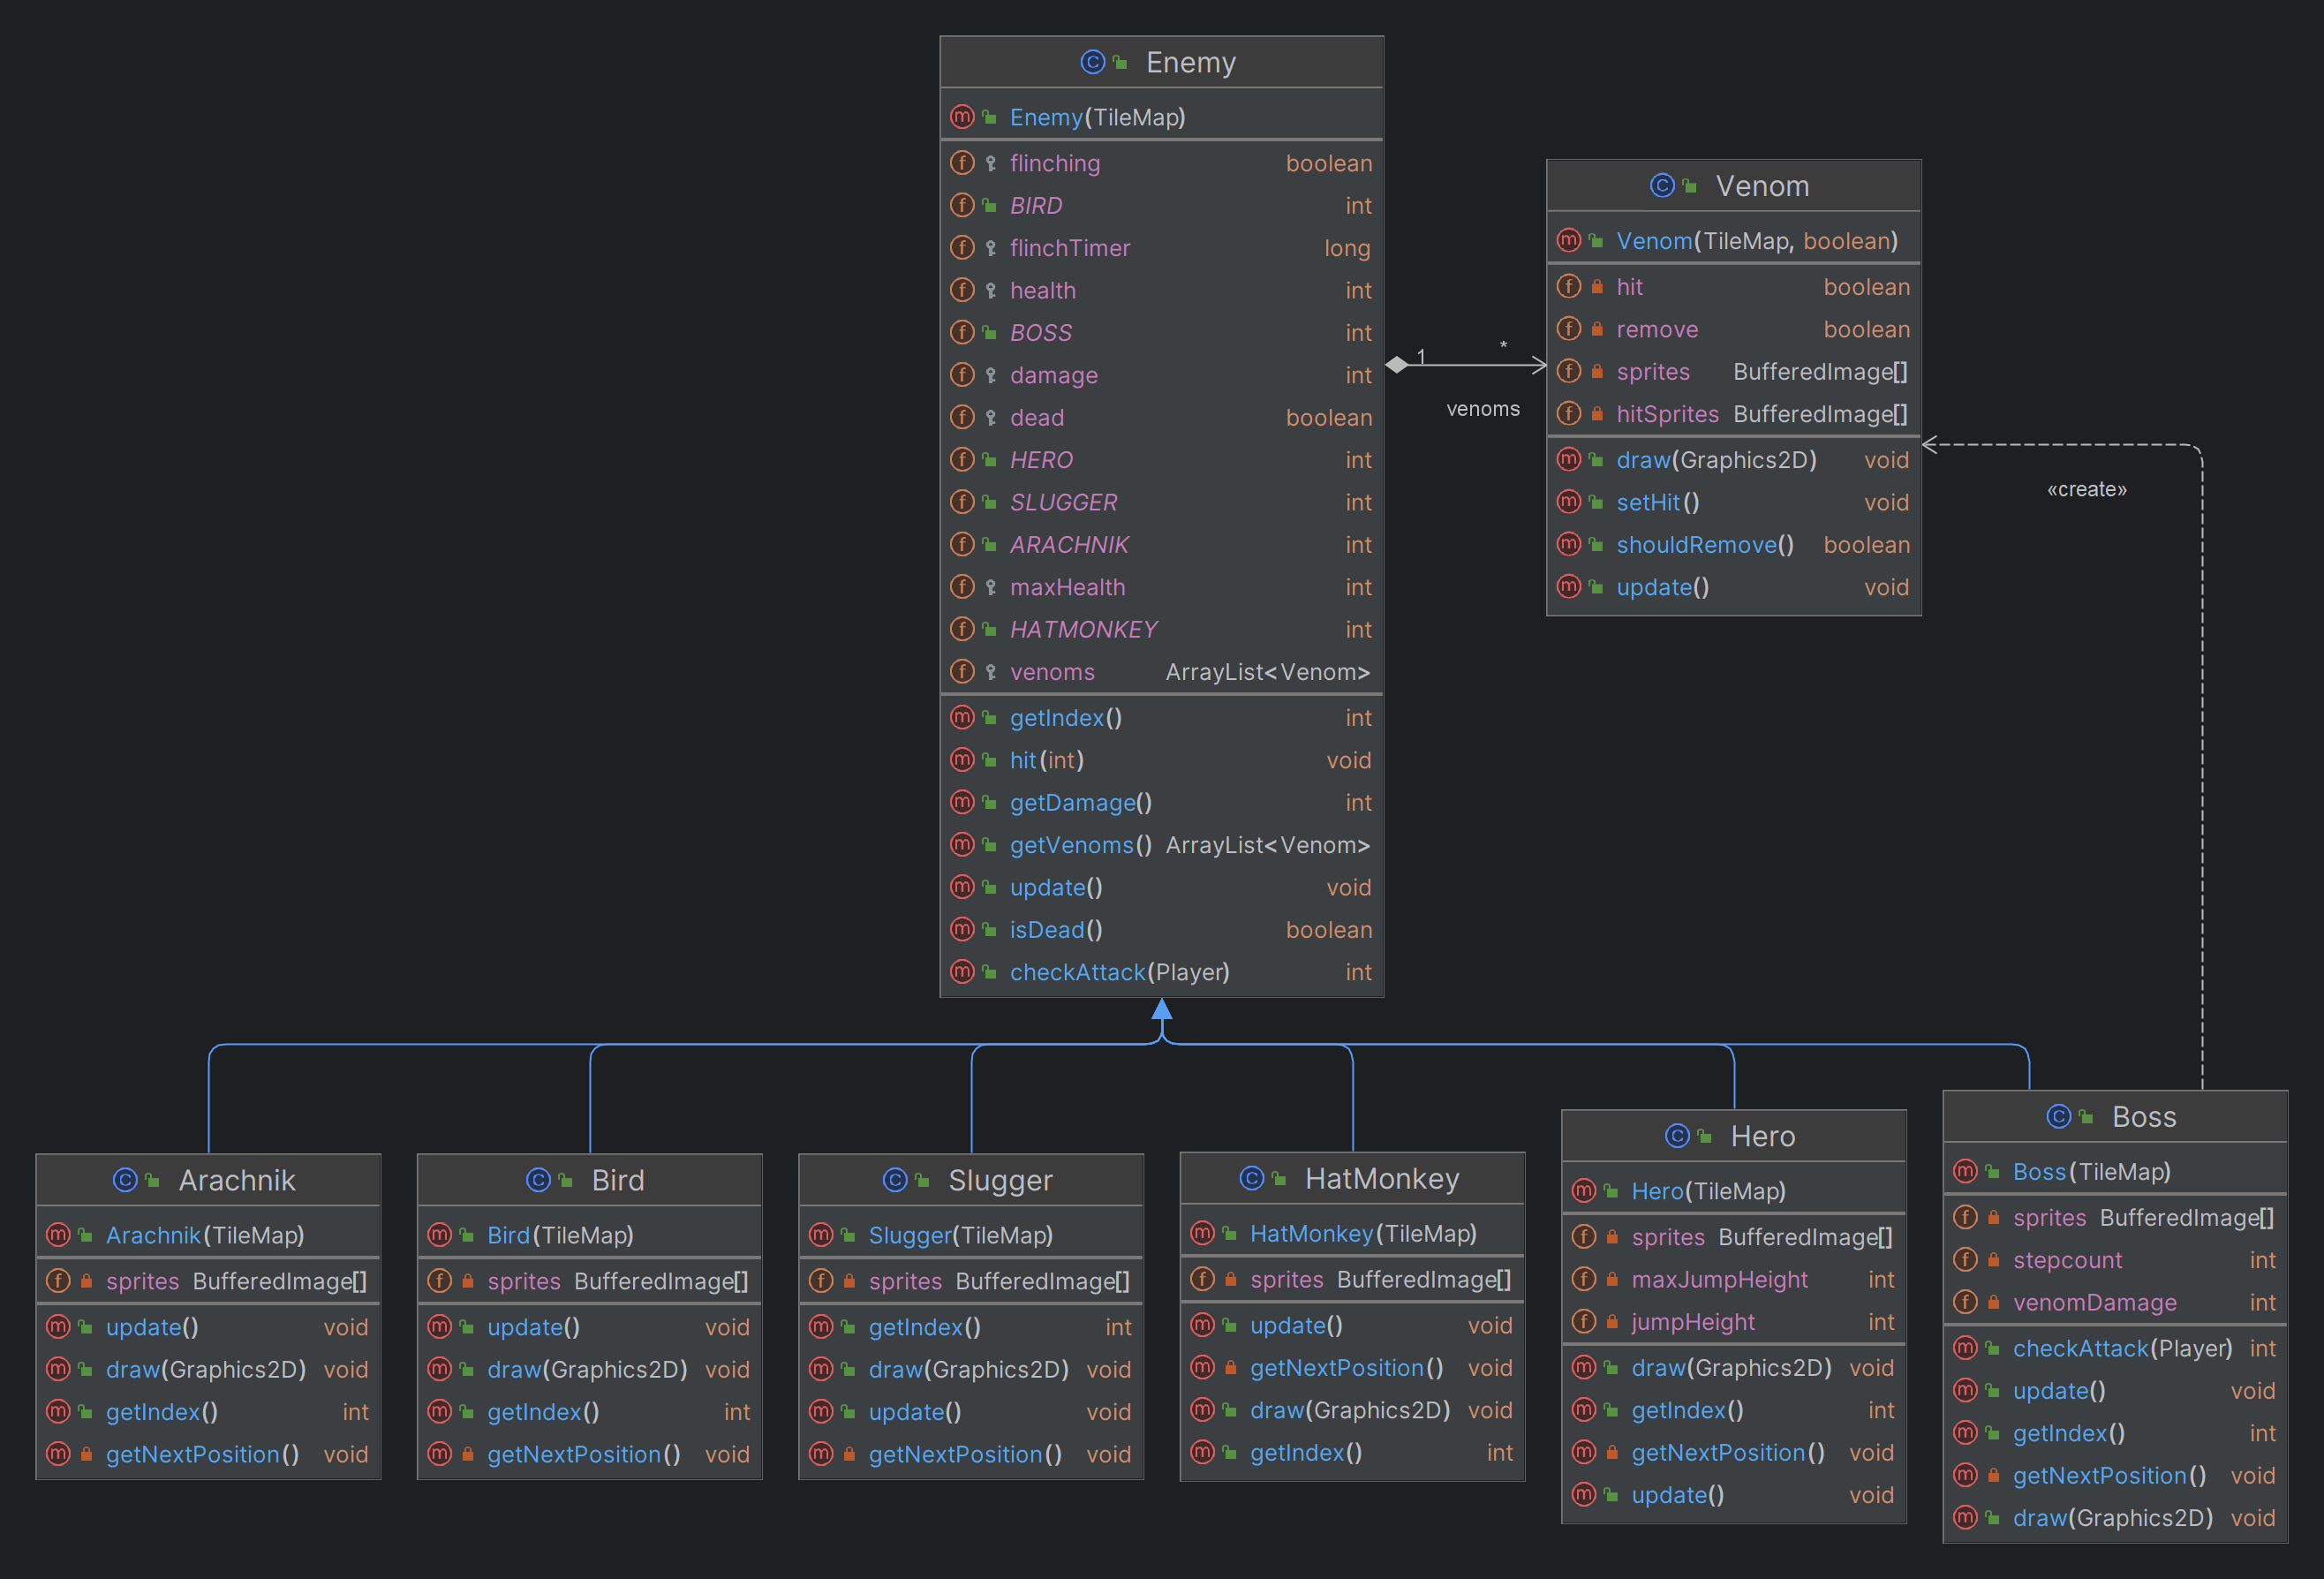 Enemy
Enemy(TileMap)
flinching boolean
BIRD int
flinchTimer long
health int
BOSS int
damage int
dead boolean
HERO int
SLUGGER int
ARACHNIK int
maxHealth int
HATMONKEY int
venoms ArrayList<Venom>
getIndex() int
hit(int) void
getDamage() int
getVenoms() ArrayList<Venom>
update() void
isDead() boolean
checkAttack(Player) int
1 *
venoms
Venom
Venom(TileMap, boolean)
hit boolean
remove boolean
sprites BufferedImage[]
hitSprites BufferedImage[]
draw(Graphics2D) void
setHit() void
shouldRemove() boolean
update() void
«create»
Arachnik
Arachnik(TileMap)
sprites BufferedImage[]
update() void
draw(Graphics2D) void
getIndex() int
getNextPosition() void
Bird
Bird(TileMap)
sprites BufferedImage[]
update() void
draw(Graphics2D) void
getIndex() int
getNextPosition() void
Slugger
Slugger(TileMap)
sprites BufferedImage[]
getIndex() int
draw(Graphics2D) void
update() void
getNextPosition() void
HatMonkey
HatMonkey(TileMap)
sprites BufferedImage[]
update() void
getNextPosition() void
draw(Graphics2D) void
getIndex() int
Hero
Hero(TileMap)
sprites BufferedImage[]
maxJumpHeight int
jumpHeight int
draw(Graphics2D) void
getIndex() int
getNextPosition() void
update() void
Boss
Boss(TileMap)
sprites BufferedImage[]
stepcount int
venomDamage int
checkAttack(Player) int
update() void
getIndex() int
getNextPosition() void
draw(Graphics2D) void